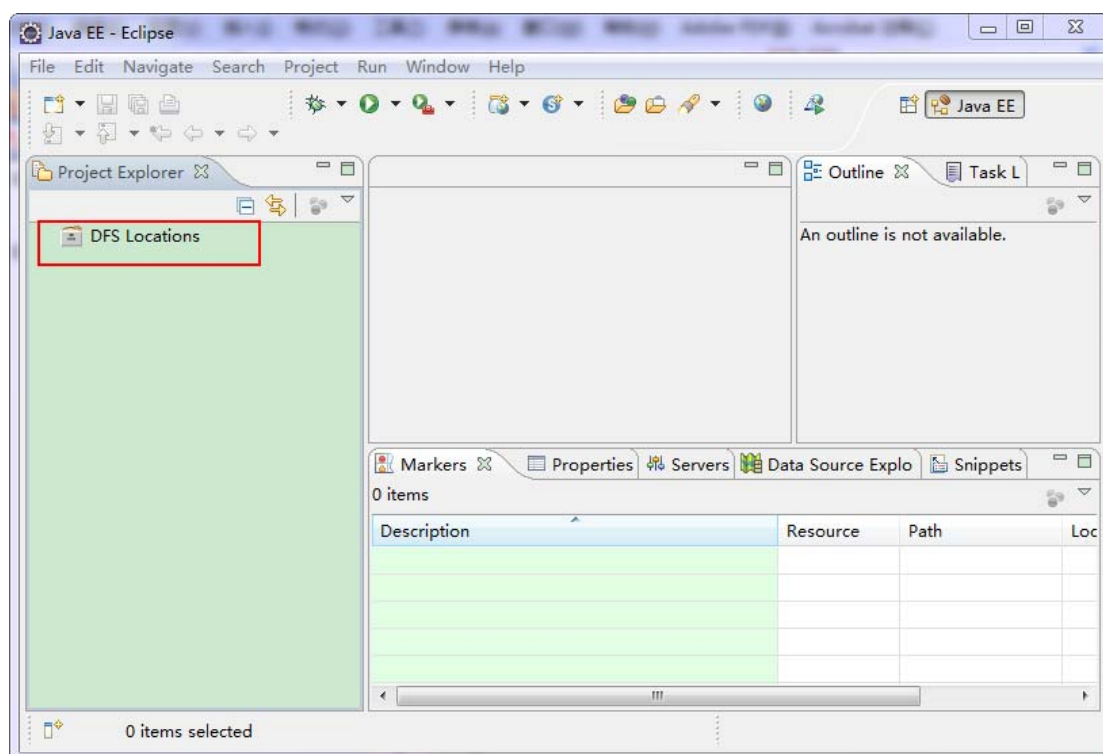 Java EE - Eclipse
File Edit Navigate Search Project Run Window Help
Java EE
Project Explorer
Outline Task L
DFS Locations
An outline is not available.
Markers Properties Servers Data Source Explo Snippets
0 items
Description Resource Path Loc
0 items selected